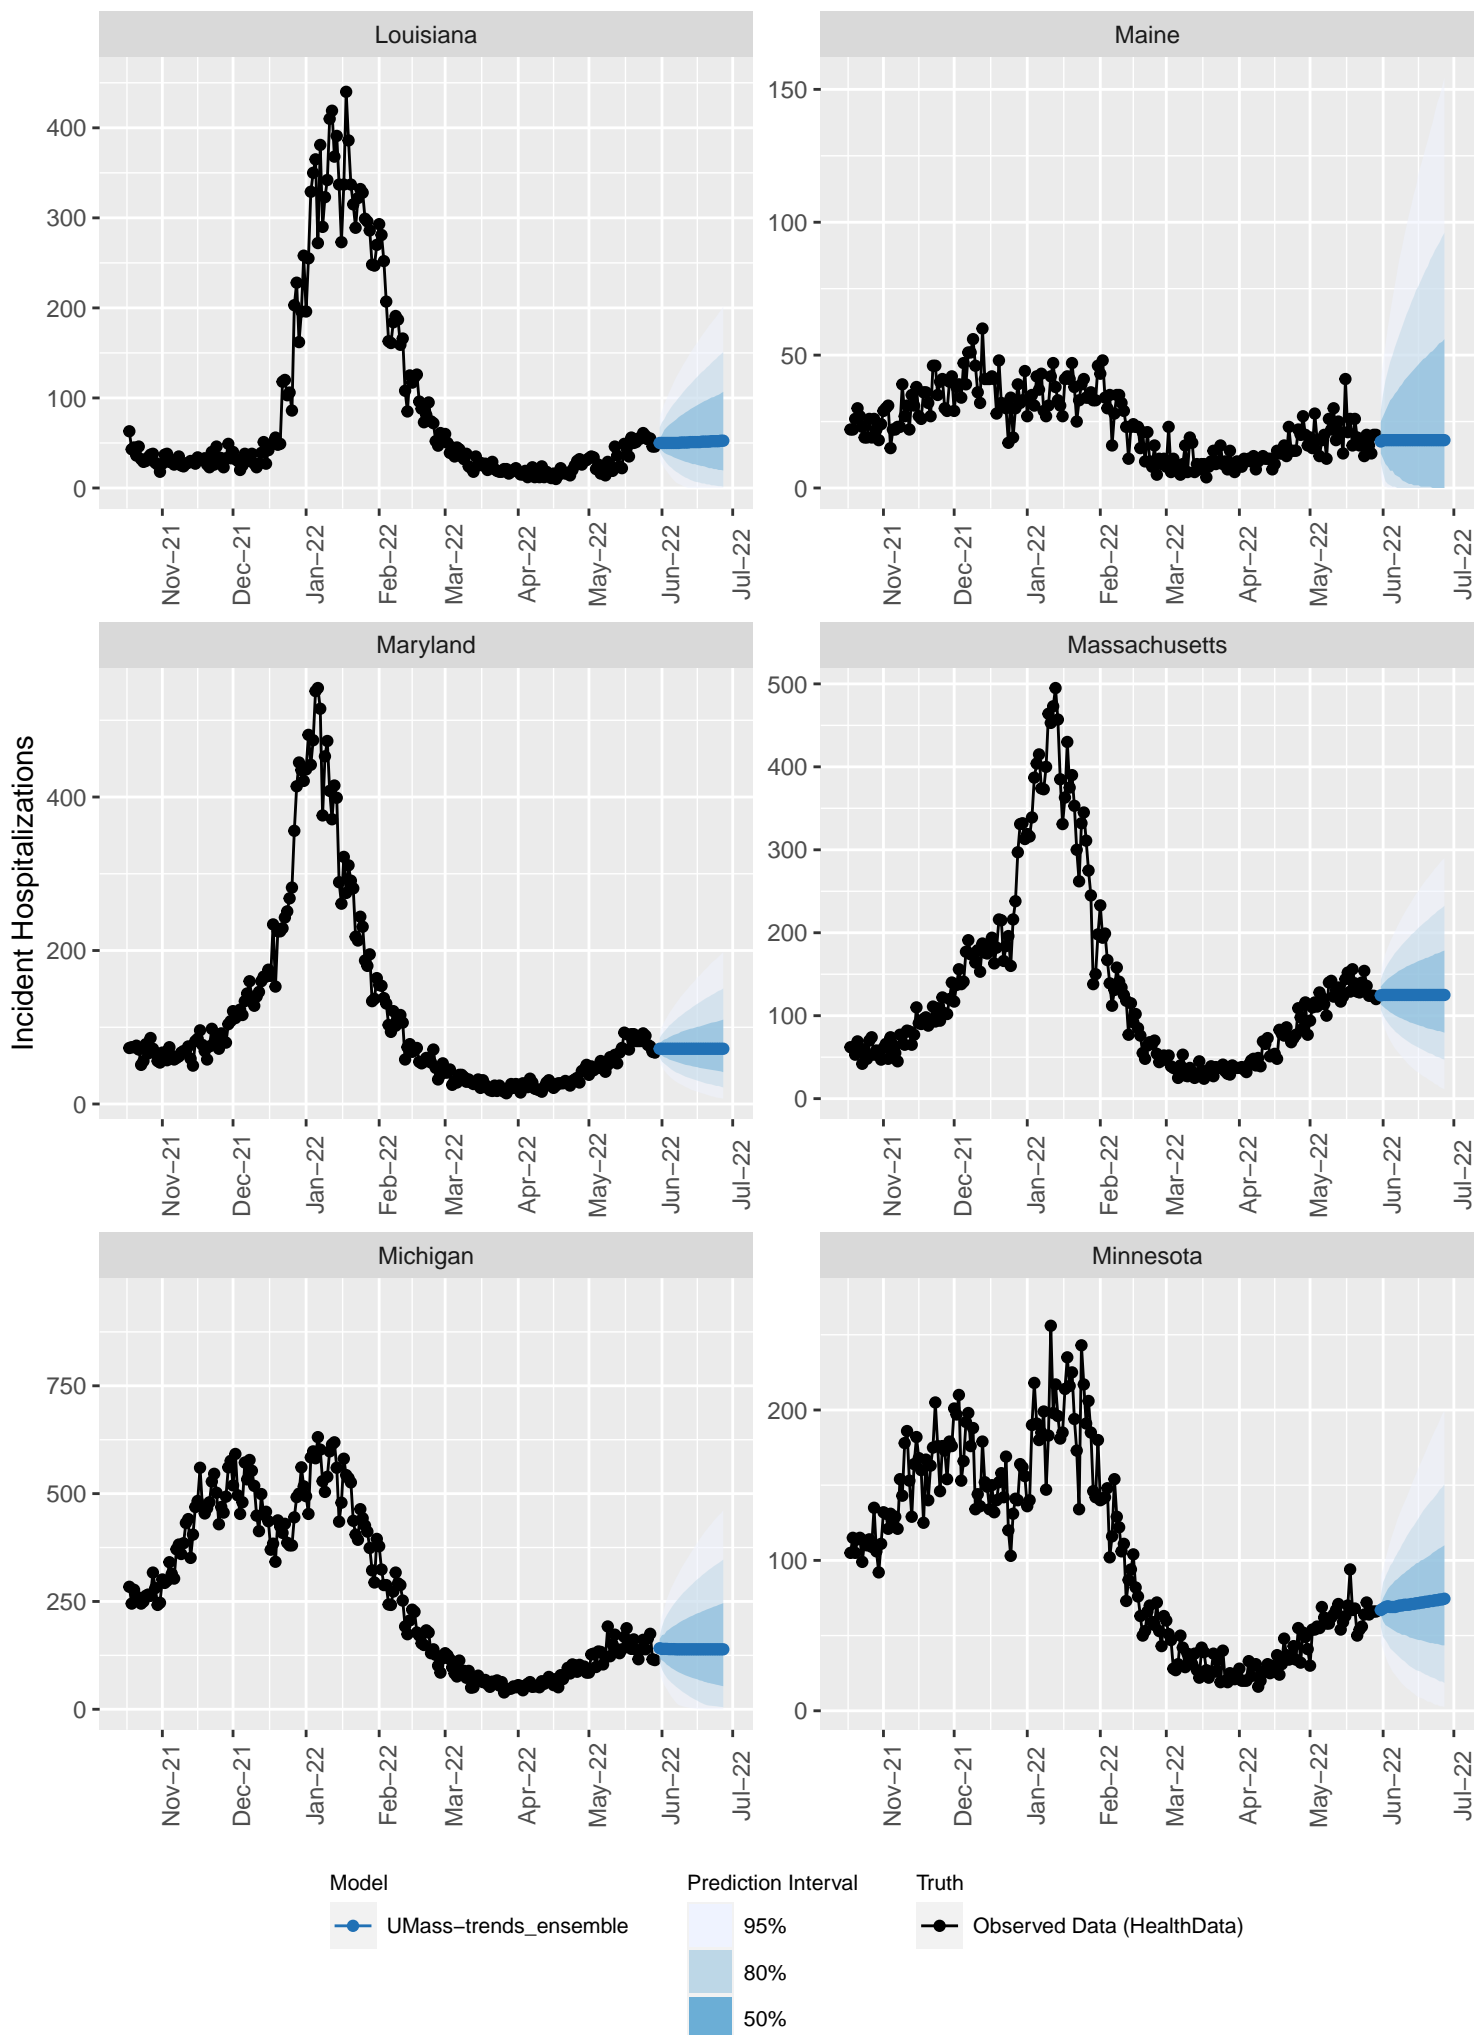 Louisiana
Maine
400
300
200
100
0
150
100
50
0
Nov−21
Dec−21
Jan−22
Feb−22
Mar−22
Apr−22
May−22
Jun−22
Jul−22
Nov−21
Dec−21
Jan−22
Feb−22
Mar−22
Apr−22
May−22
Jun−22
Jul−22
Incident Hospitalizations
Maryland
Massachusetts
400
200
0
500
400
300
200
100
0
Nov−21
Dec−21
Jan−22
Feb−22
Mar−22
Apr−22
May−22
Jun−22
Jul−22
Nov−21
Dec−21
Jan−22
Feb−22
Mar−22
Apr−22
May−22
Jun−22
Jul−22
Michigan
Minnesota
750
500
250
0
200
100
0
Nov−21
Dec−21
Jan−22
Feb−22
Mar−22
Apr−22
May−22
Jun−22
Jul−22
Nov−21
Dec−21
Jan−22
Feb−22
Mar−22
Apr−22
May−22
Jun−22
Jul−22
Model
UMass−trends_ensemble
Prediction Interval
95%
80%
50%
Truth
Observed Data (HealthData)